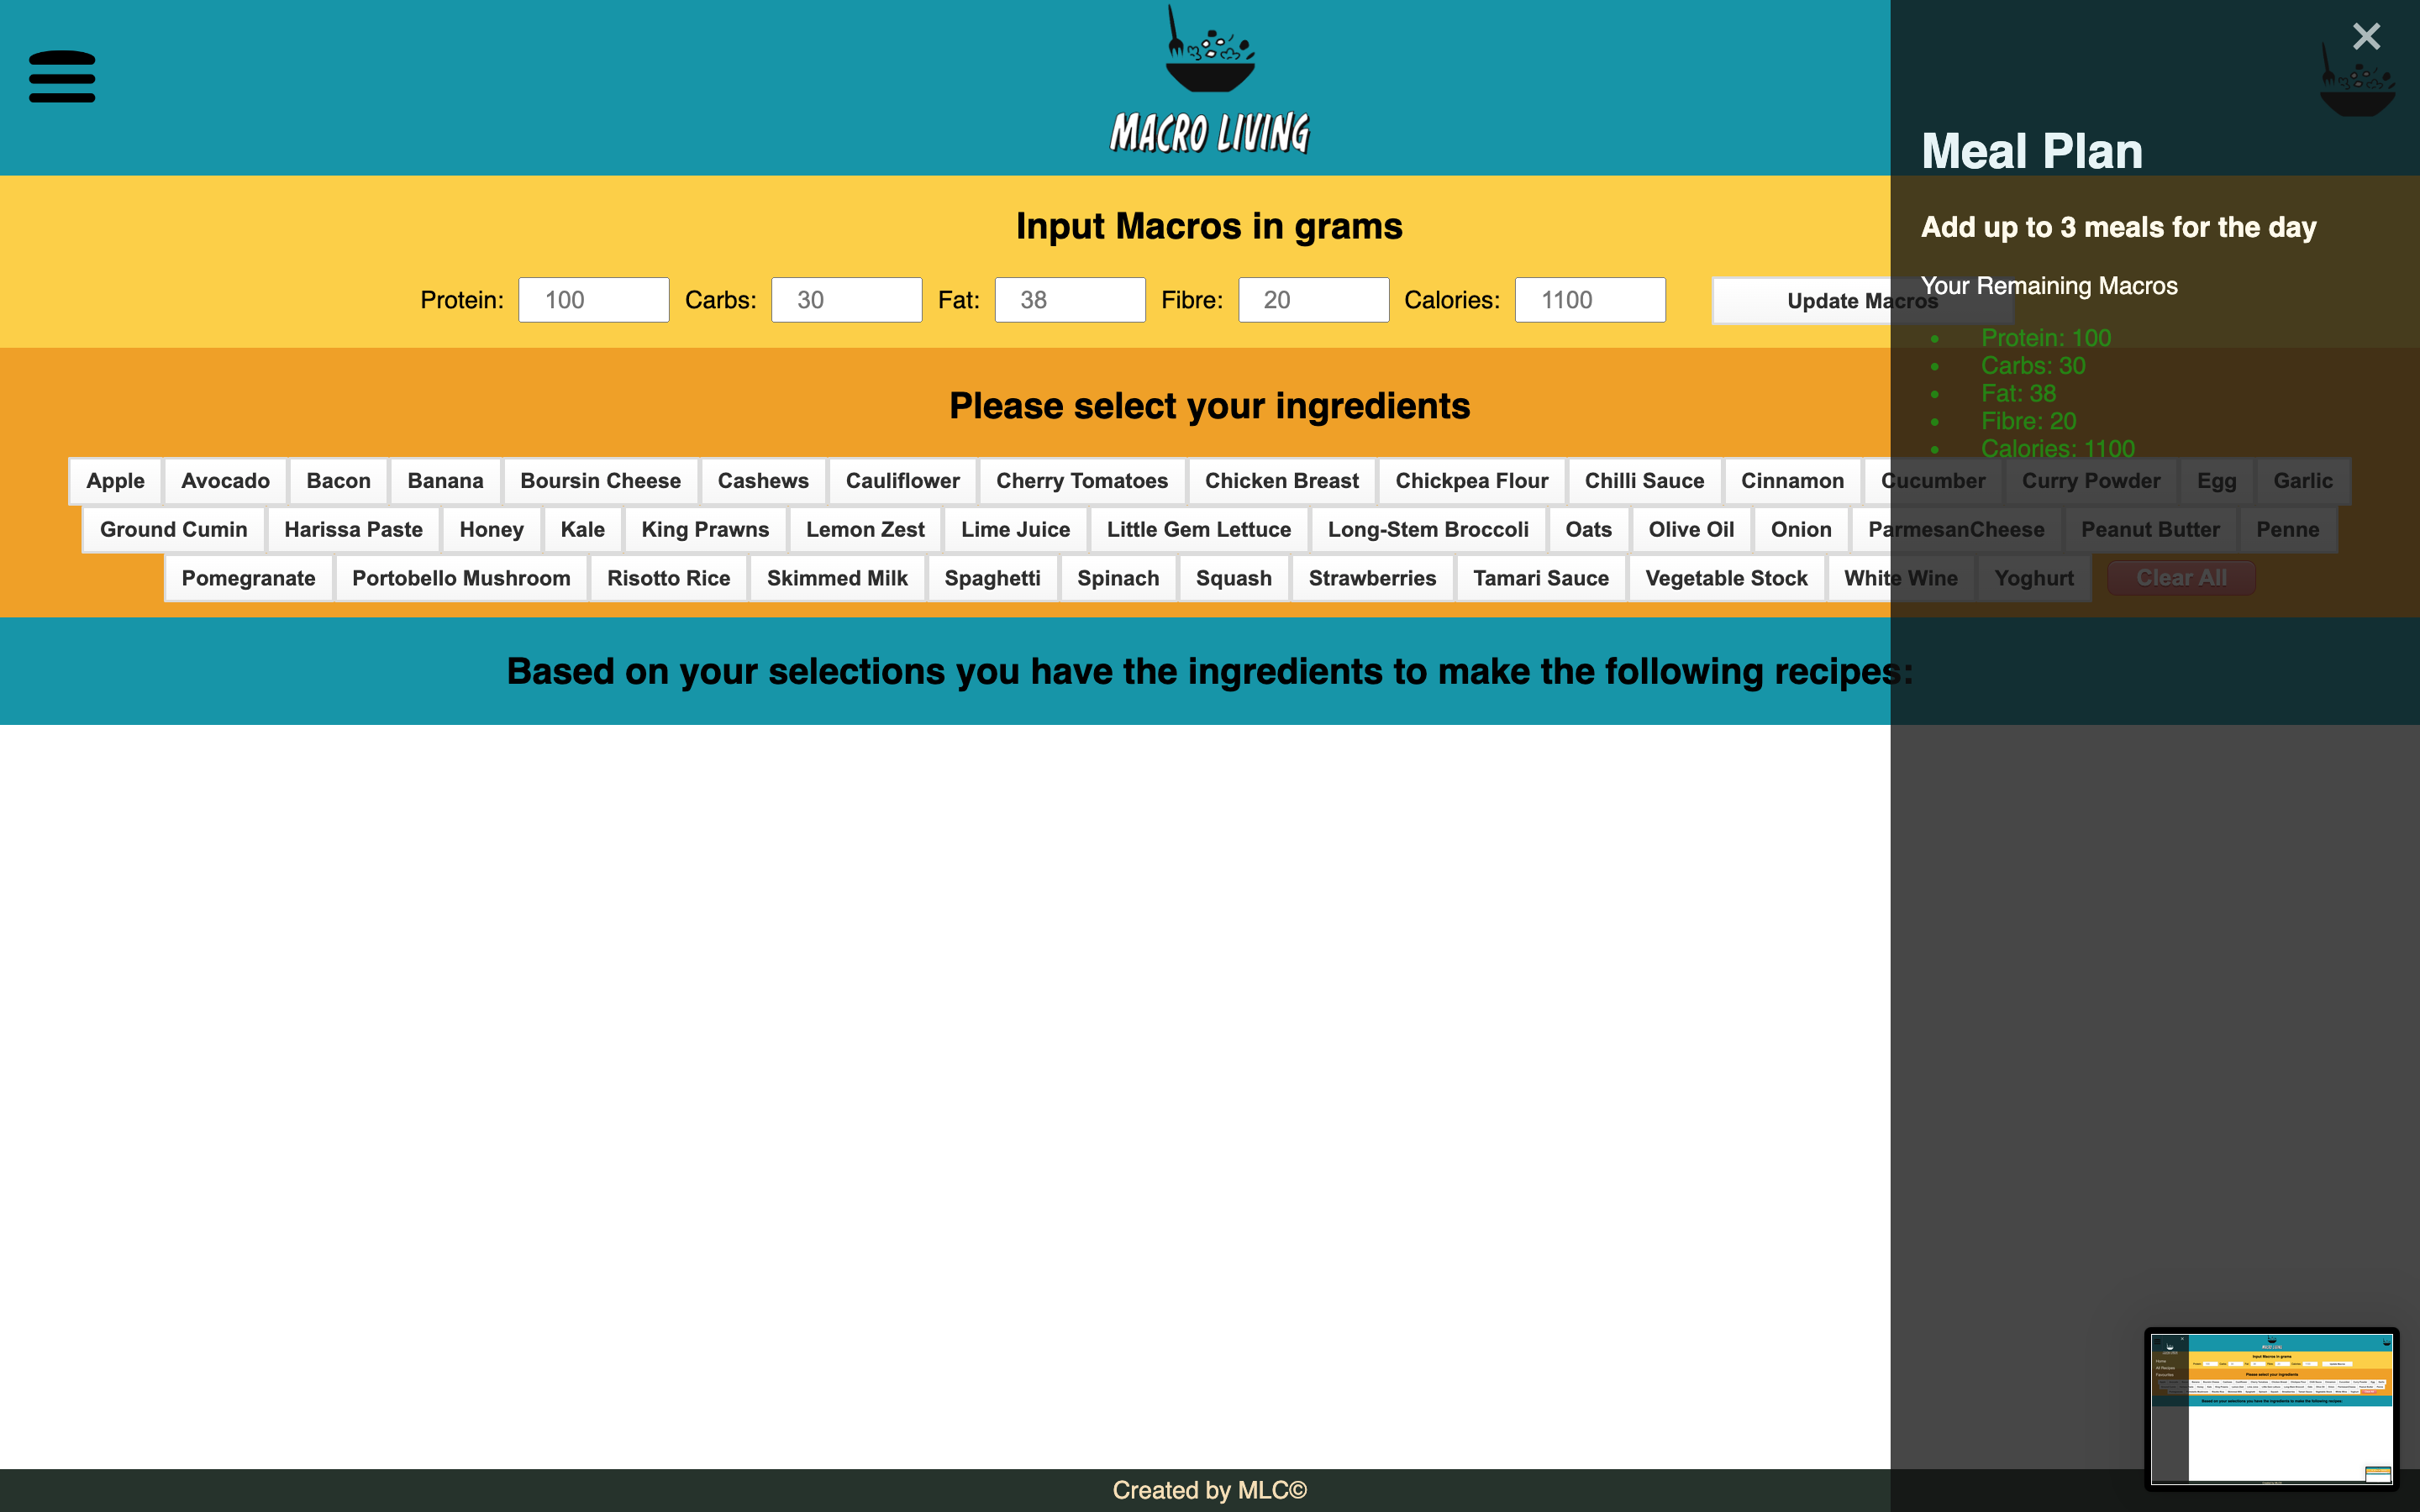 MACRO LIVING
Input Macros in grams
Protein: 100 Carbs: 30 Fat: 38 Fibre: 20 Calories: 1100 Update Macros
Please select your ingredients
Apple Avocado Bacon Banana Boursin Cheese Cashews Cauliflower Cherry Tomatoes Chicken Breast Chickpea Flour Chilli Sauce Cinnamon Cucumber Curry Powder Egg Garlic
Ground Cumin Harissa Paste Honey Kale King Prawns Lemon Zest Lime Juice Little Gem Lettuce Long-Stem Broccoli Oats Olive Oil Onion ParmesanCheese Peanut Butter Penne
Pomegranate Portobello Mushroom Risotto Rice Skimmed Milk Spaghetti Spinach Squash Strawberries Tamari Sauce Vegetable Stock White Wine Yoghurt Clear All
Based on your selections you have the ingredients to make the following recipes:
Meal Plan
Add up to 3 meals for the day
Your Remaining Macros
Protein: 100
Carbs: 30
Fat: 38
Fibre: 20
Calories: 1100
Created by MLC©